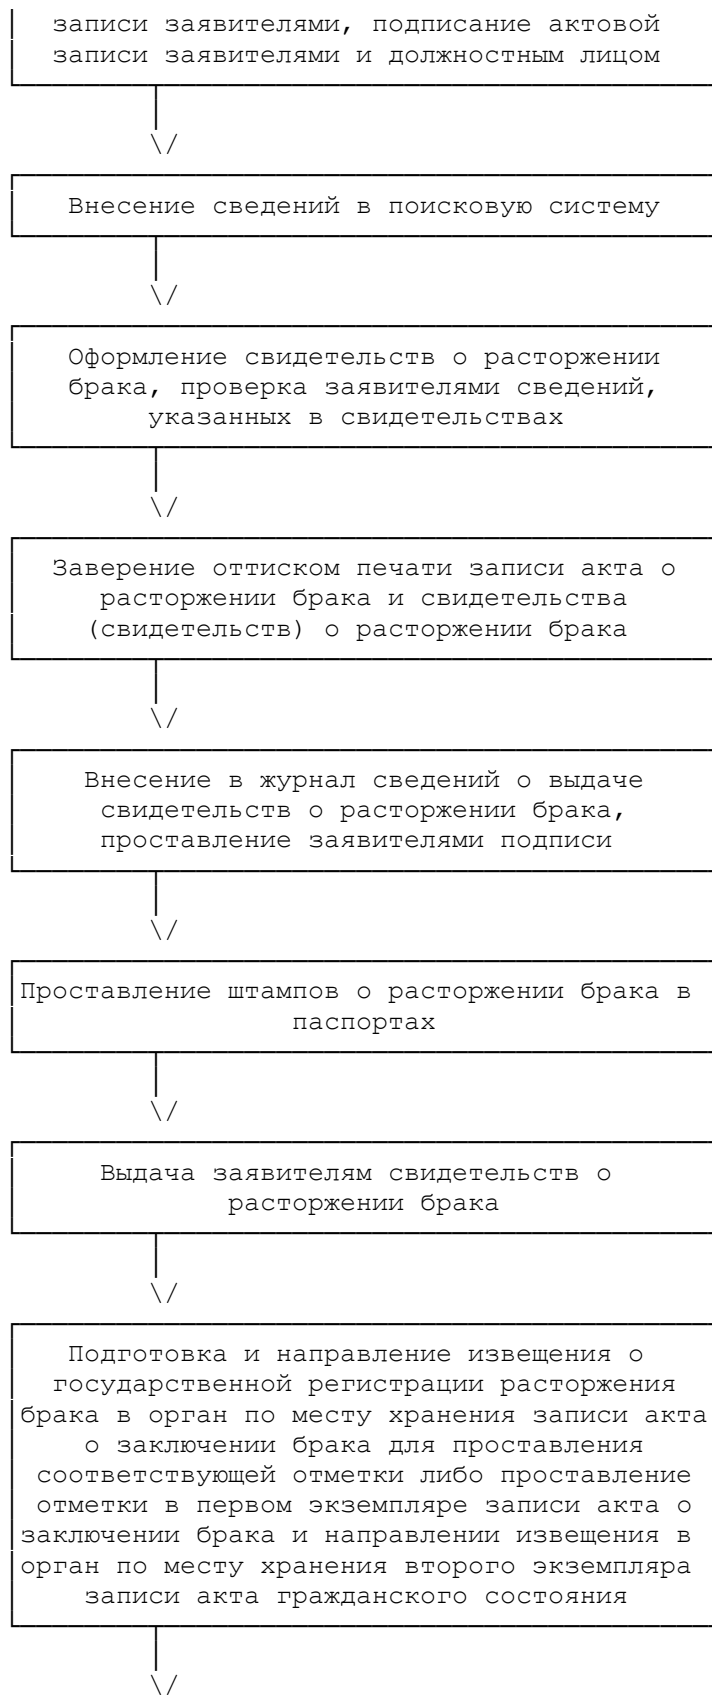 записи заявителями, подписание актовой
записи заявителями и должностным лицом
\/
Внесение сведений в поисковую систему
\/
Оформление свидетельств о расторжении
брака, проверка заявителями сведений,
указанных в свидетельствах
\/
Заверение оттиском печати записи акта о
расторжении брака и свидетельства
(свидетельств) о расторжении брака
\/
Внесение в журнал сведений о выдаче
свидетельств о расторжении брака,
проставление заявителями подписи
\/
Проставление штампов о расторжении брака в
паспортах
\/
Выдача заявителям свидетельств о
расторжении брака
\/
Подготовка и направление извещения о
государственной регистрации расторжения
брака в орган по месту хранения записи акта
о заключении брака для проставления
соответствующей отметки либо проставление
отметки в первом экземпляре записи акта о
заключении брака и направлении извещения в
орган по месту хранения второго экземпляра
записи акта гражданского состояния
\/